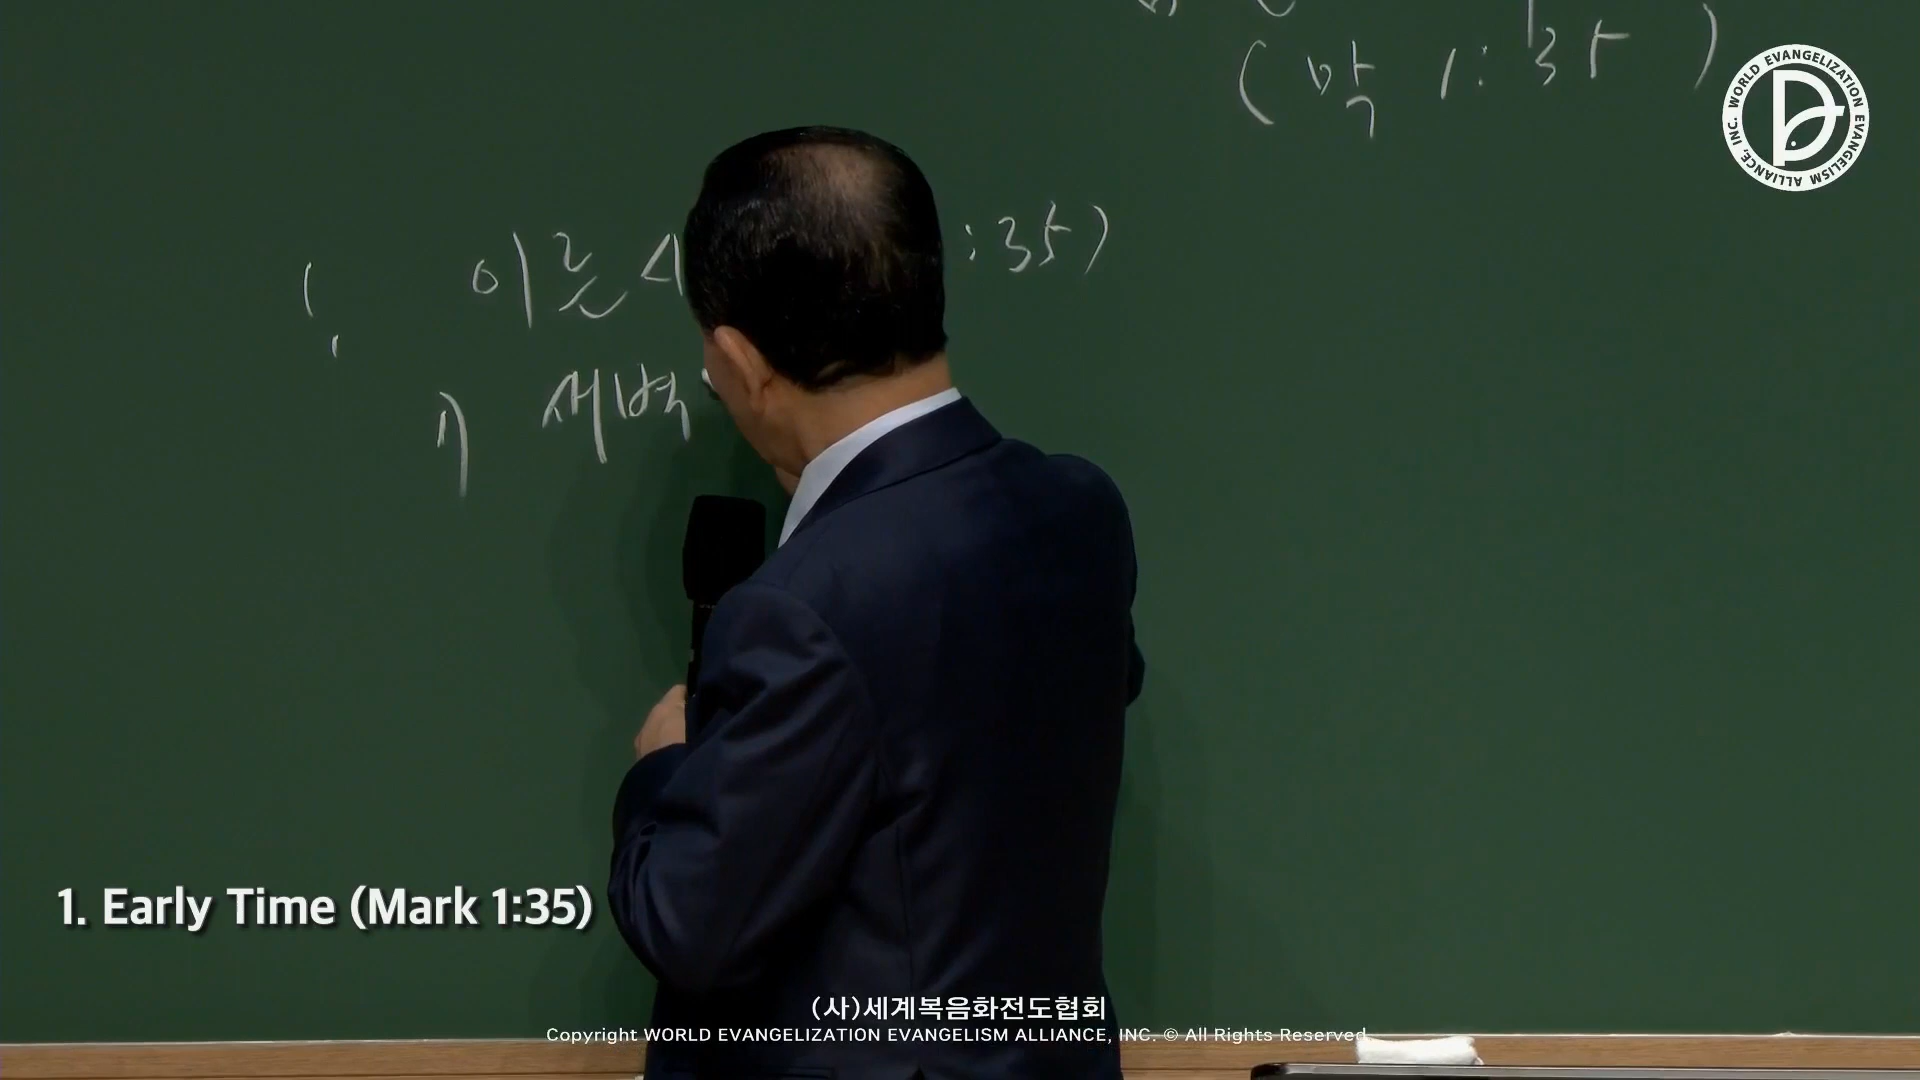 (막 1:35)
WORLD EVANGELIZATION EVANGELISM ALLIANCE, INC.
1. 이른 :35)
1) 새벽
1. Early Time (Mark 1:35)
(사)세계복음화전도협회
Copyright WORLD EVANGELIZATION EVANGELISM ALLIANCE, INC. © All Rights Reserved